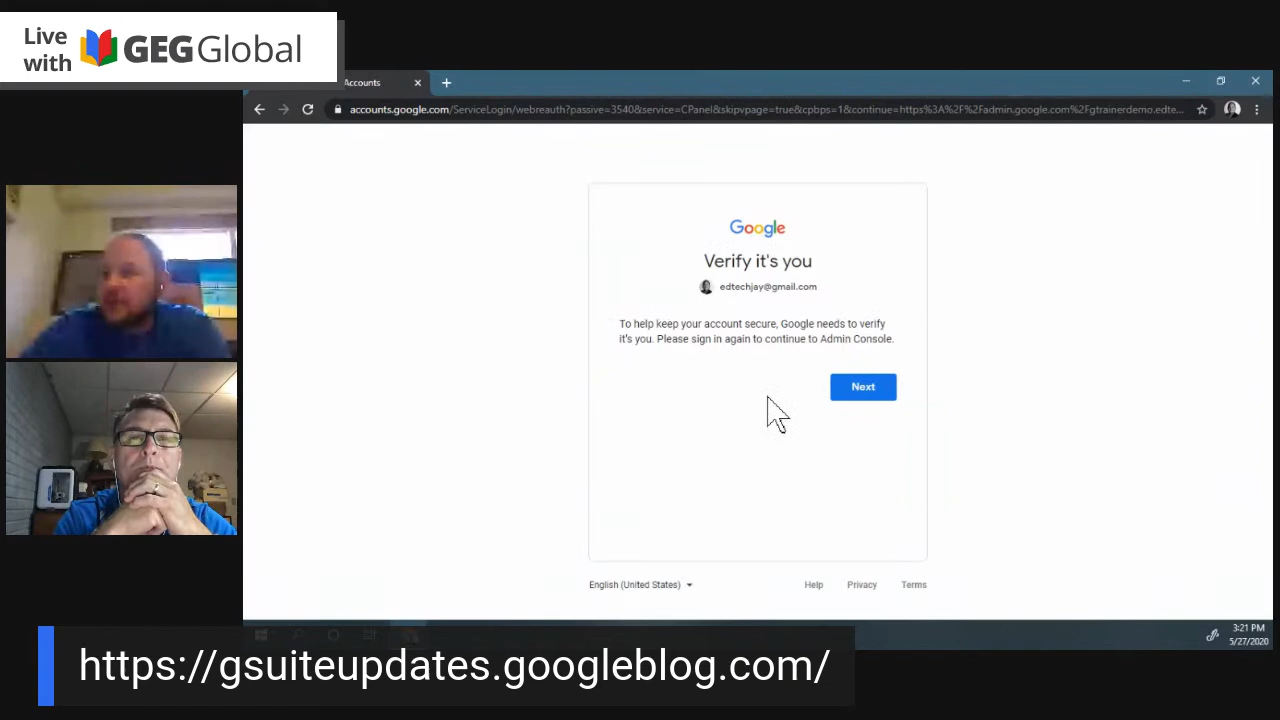 Live
with
GEG Global
Accounts
accounts.google.com/ServiceLogin/webreauth?passive=3540&service=CPanel&skipvpage=true&cpbps=1&continue=https%3A%2F%2Fadmin.google.com%2Fgtrainerdemo.edte...
Google
Verify it's you
edtechjay@gmail.com
To help keep your account secure, Google needs to verify
it's you. Please sign in again to continue to Admin Console.
Next
English (United States)
Help Privacy Terms
3:21 PM
5/27/2020
https://gsuiteupdates.googleblog.com/